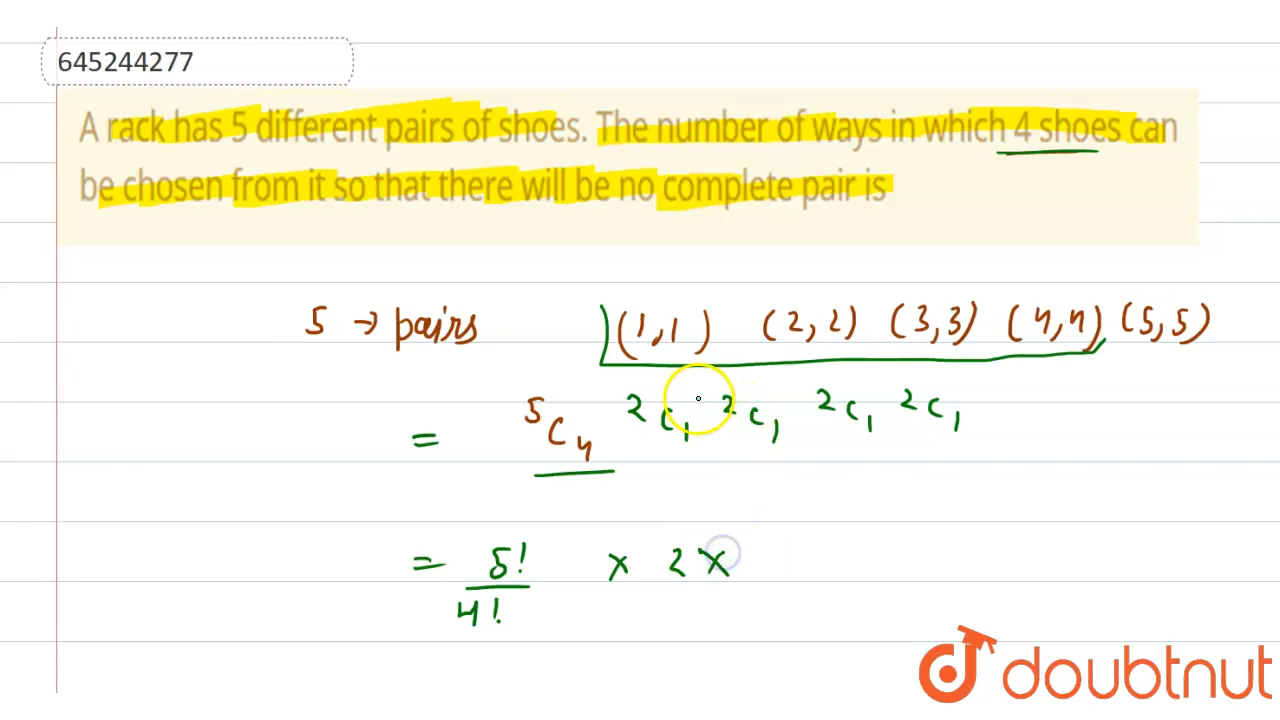 645244277
A rack has 5 different pairs of shoes. The number of ways in which 4 shoes can
be chosen from it so that there will be no complete pair is
5 → pairs (1,1) (2,2) (3,3) (4,4) (5,5)
= ⁵C₄ ²C₁ ²C₁ ²C₁ ²C₁
= 5!/4! × 2 ×
doubtnut